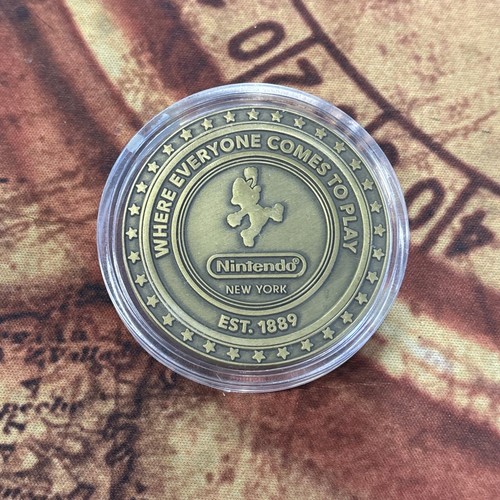 WHERE EVERYONE COMES TO PLAY
Nintendo®
NEW YORK
EST. 1889